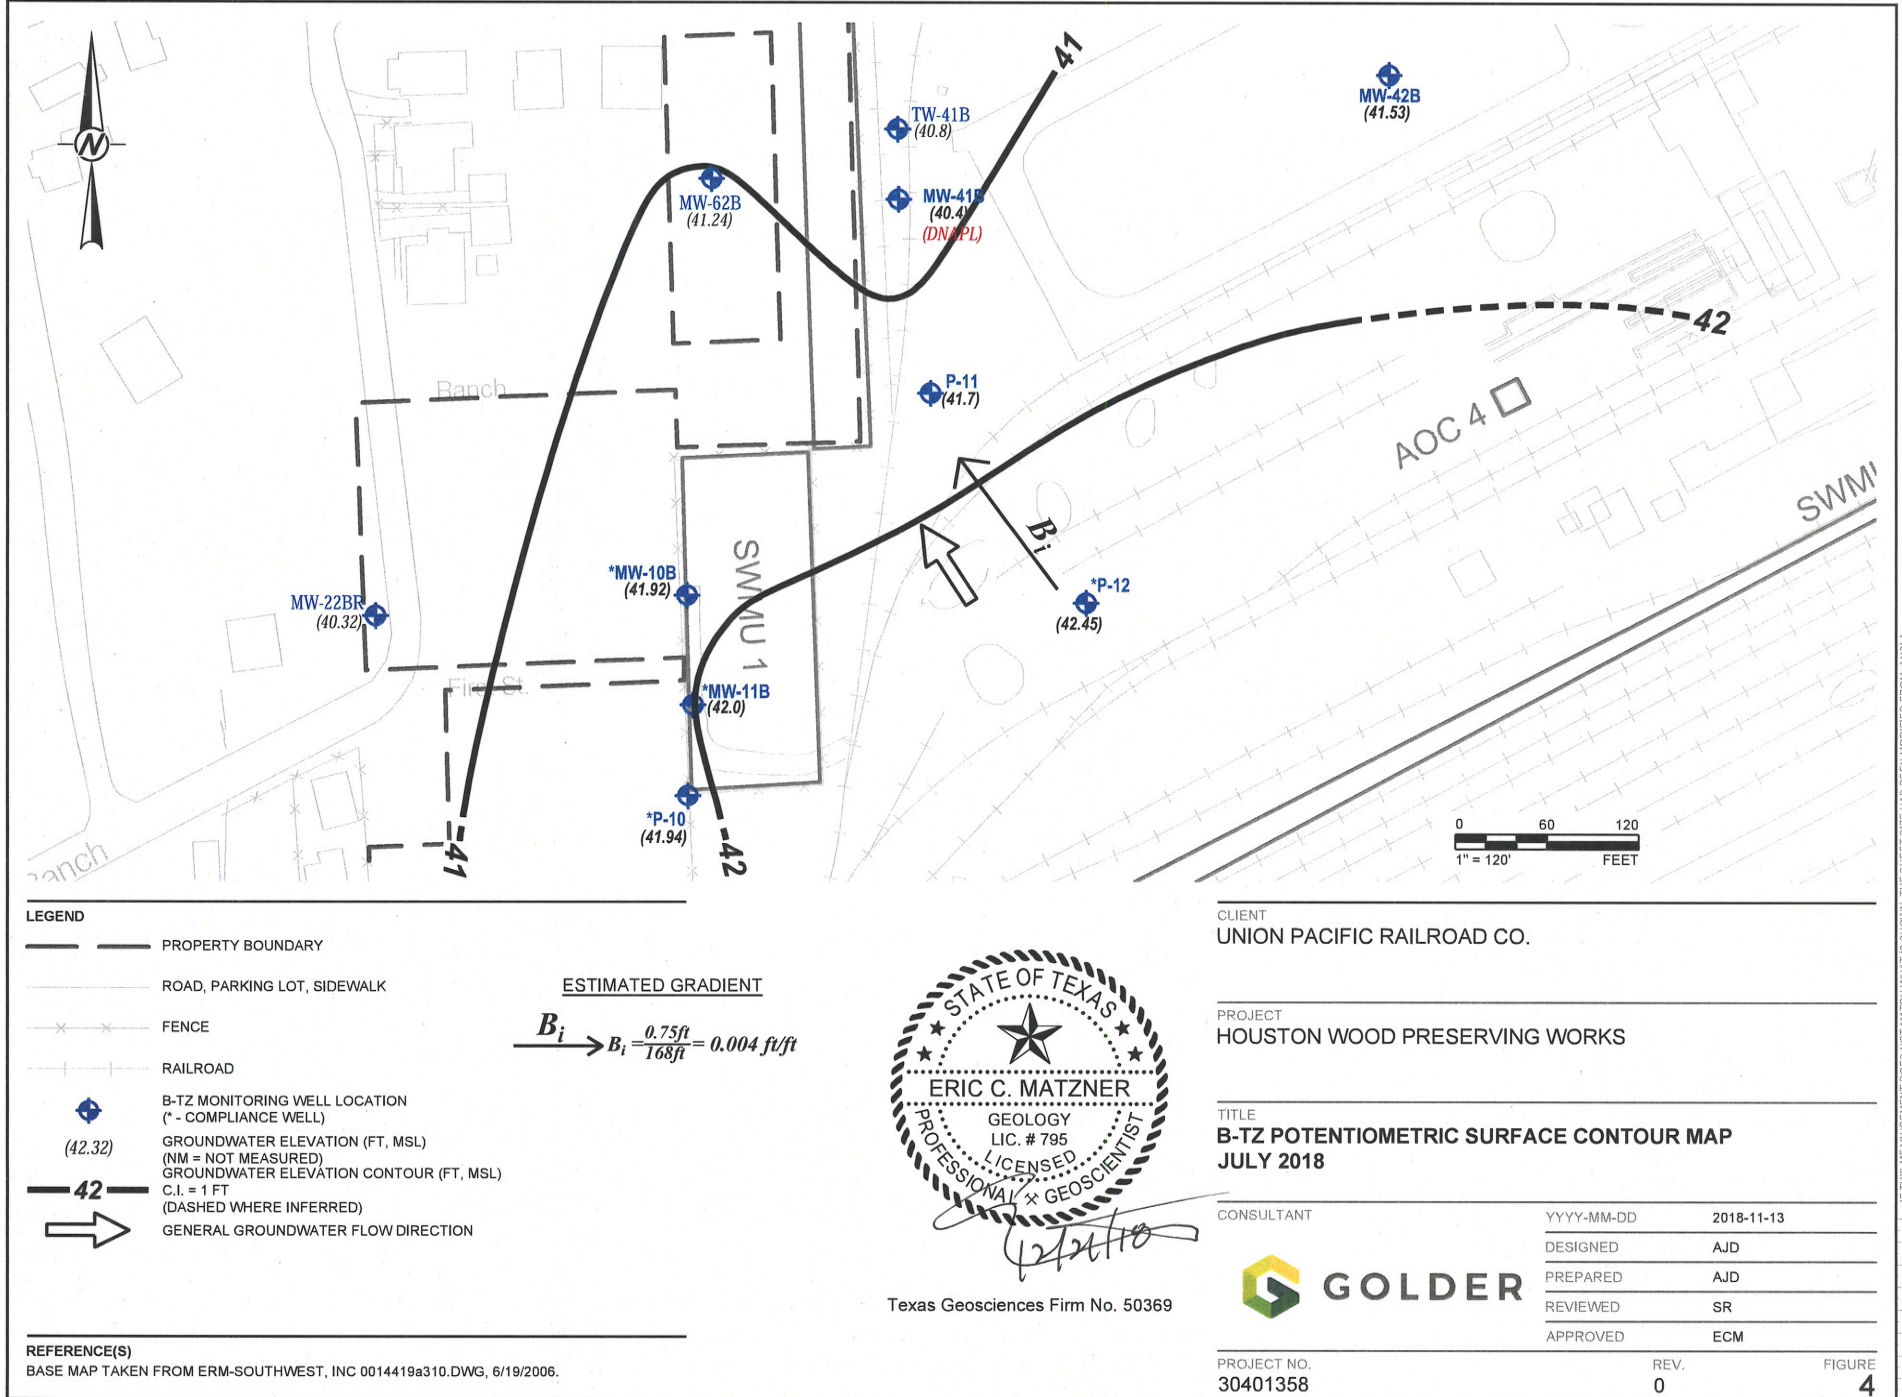 N
41
MW-42B
(41.53)
TW-41B
(40.8)
MW-62B
(41.24)
MW-41B
(40.4)
(DNAPL)
42
Ranch
P-11
(41.7)
AOC 4
SWMU
Bi
*MW-10B
(41.92)
SWMU 1
*P-12
(42.45)
MW-22BR
(40.32)
First St.
*MW-11B
(42.0)
*P-10
(41.94)
41
42
Ranch
0 60 120
1" = 120' FEET
LEGEND
PROPERTY BOUNDARY
ROAD, PARKING LOT, SIDEWALK
FENCE
RAILROAD
B-TZ MONITORING WELL LOCATION
(* - COMPLIANCE WELL)
(42.32) GROUNDWATER ELEVATION (FT, MSL)
(NM = NOT MEASURED)
GROUNDWATER ELEVATION CONTOUR (FT, MSL)
42 C.I. = 1 FT
(DASHED WHERE INFERRED)
GENERAL GROUNDWATER FLOW DIRECTION
ESTIMATED GRADIENT
Bi Bi = 0.75ft / 168ft = 0.004 ft/ft
STATE OF TEXAS
ERIC C. MATZNER
GEOLOGY
LIC. # 795
LICENSED
PROFESSIONAL GEOSCIENTIST
12/21/18
Texas Geosciences Firm No. 50369
REFERENCE(S)
BASE MAP TAKEN FROM ERM-SOUTHWEST, INC 0014419a310.DWG, 6/19/2006.
CLIENT
UNION PACIFIC RAILROAD CO.
PROJECT
HOUSTON WOOD PRESERVING WORKS
TITLE
B-TZ POTENTIOMETRIC SURFACE CONTOUR MAP
JULY 2018
CONSULTANT
GOLDER
YYYY-MM-DD 2018-11-13
DESIGNED AJD
PREPARED AJD
REVIEWED SR
APPROVED ECM
PROJECT NO. REV. FIGURE
30401358 0 4